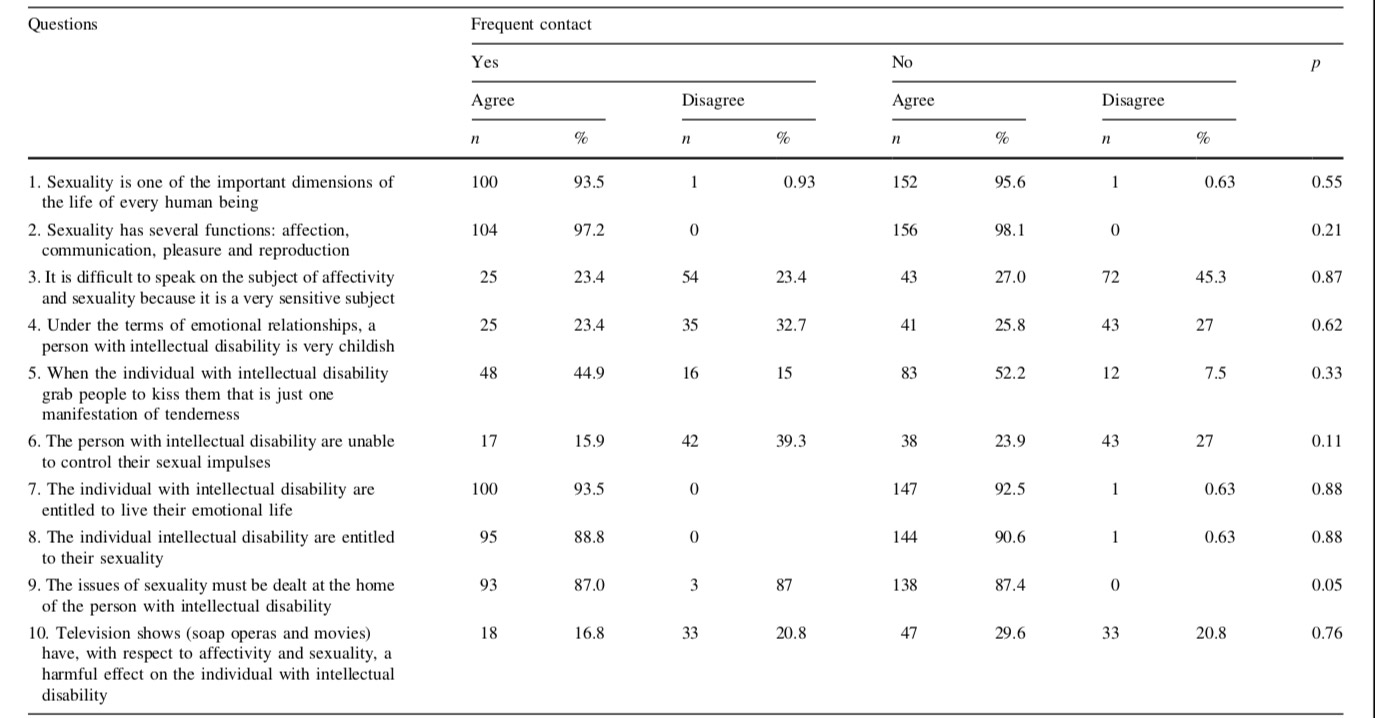 Questions Frequent contact
Yes No p
Agree Disagree Agree Disagree
n % n % n % n %
1. Sexuality is one of the important dimensions of 100 93.5 1 0.93 152 95.6 1 0.63 0.55
the life of every human being
2. Sexuality has several functions: affection, 104 97.2 0 156 98.1 0 0.21
communication, pleasure and reproduction
3. It is difficult to speak on the subject of affectivity 25 23.4 54 23.4 43 27.0 72 45.3 0.87
and sexuality because it is a very sensitive subject
4. Under the terms of emotional relationships, a 25 23.4 35 32.7 41 25.8 43 27 0.62
person with intellectual disability is very childish
5. When the individual with intellectual disability 48 44.9 16 15 83 52.2 12 7.5 0.33
grab people to kiss them that is just one
manifestation of tenderness
6. The person with intellectual disability are unable 17 15.9 42 39.3 38 23.9 43 27 0.11
to control their sexual impulses
7. The individual with intellectual disability are 100 93.5 0 147 92.5 1 0.63 0.88
entitled to live their emotional life
8. The individual intellectual disability are entitled 95 88.8 0 144 90.6 1 0.63 0.88
to their sexuality
9. The issues of sexuality must be dealt at the home 93 87.0 3 87 138 87.4 0 0.05
of the person with intellectual disability
10. Television shows (soap operas and movies) 18 16.8 33 20.8 47 29.6 33 20.8 0.76
have, with respect to affectivity and sexuality, a
harmful effect on the individual with intellectual
disability